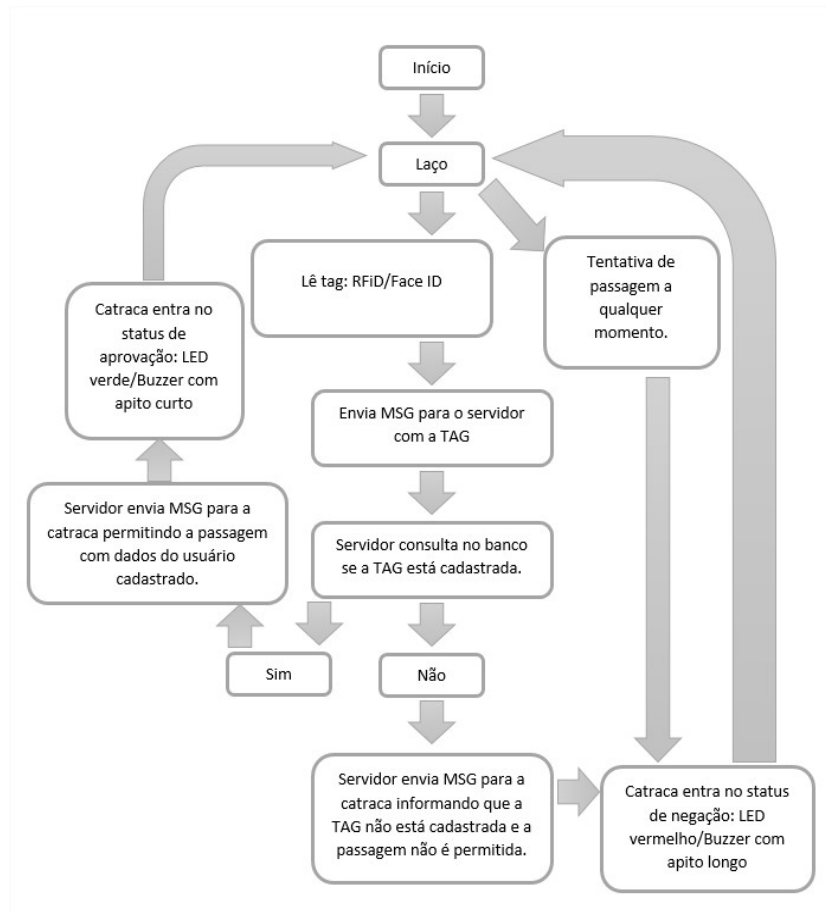 Início
Laço
Lê tag: RFiD/Face ID
Tentativa de
passagem a
qualquer
momento.
Catraca entra no
status de
aprovação: LED
verde/Buzzer com
apito curto
Envia MSG para o servidor
com a TAG
Servidor envia MSG para a
catraca permitindo a passagem
com dados do usuário
cadastrado.
Servidor consulta no banco
se a TAG está cadastrada.
Sim
Não
Servidor envia MSG para a
catraca informando que a
TAG não está cadastrada e a
passagem não é permitida.
Catraca entra no status
de negação: LED
vermelho/Buzzer com
apito longo